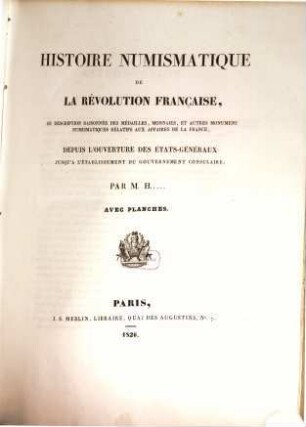 HISTOIRE NUMISMATIQUE
DE
LA RÉVOLUTION FRANÇAISE,
OU DESCRIPTION RAISONNÉE DES MÉDAILLES, MONNAIES, ET AUTRES MONUMENS
NUMISMATIQUES RELATIFS AUX AFFAIRES DE LA FRANCE,
DEPUIS L'OUVERTURE DES ÉTATS-GÉNÉRAUX
JUSQU'A L'ÉTABLISSEMENT DU GOUVERNEMENT CONSULAIRE;
PAR M. H.....
AVEC PLANCHES.
PARIS,
J. S. MERLIN, LIBRAIRE, QUAI DES AUGUSTINS, No 7.
1826.